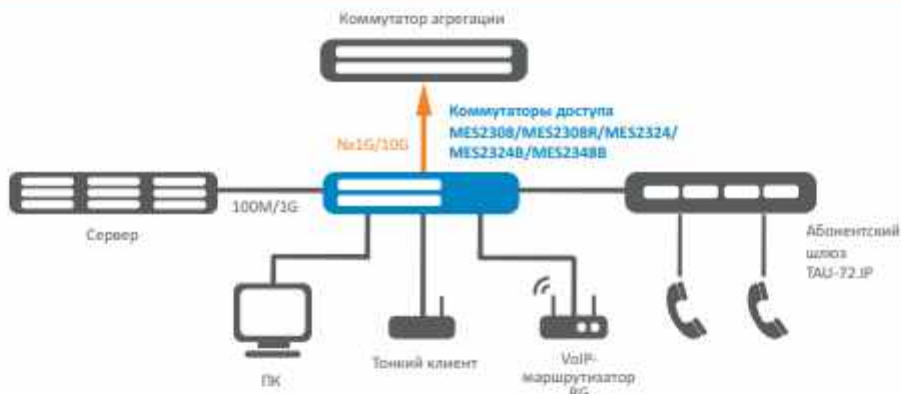 Коммутатор агрегации
Коммутаторы доступа
MES2308/MES2308R/MES2324/
MES2324B/MES2348B
Nx1G/10G
100M/1G
Сервер
Абонентский
шлюз
TAU-72.IP
ПК
Тонкий клиент
VoIP-
маршрутизатор
RG